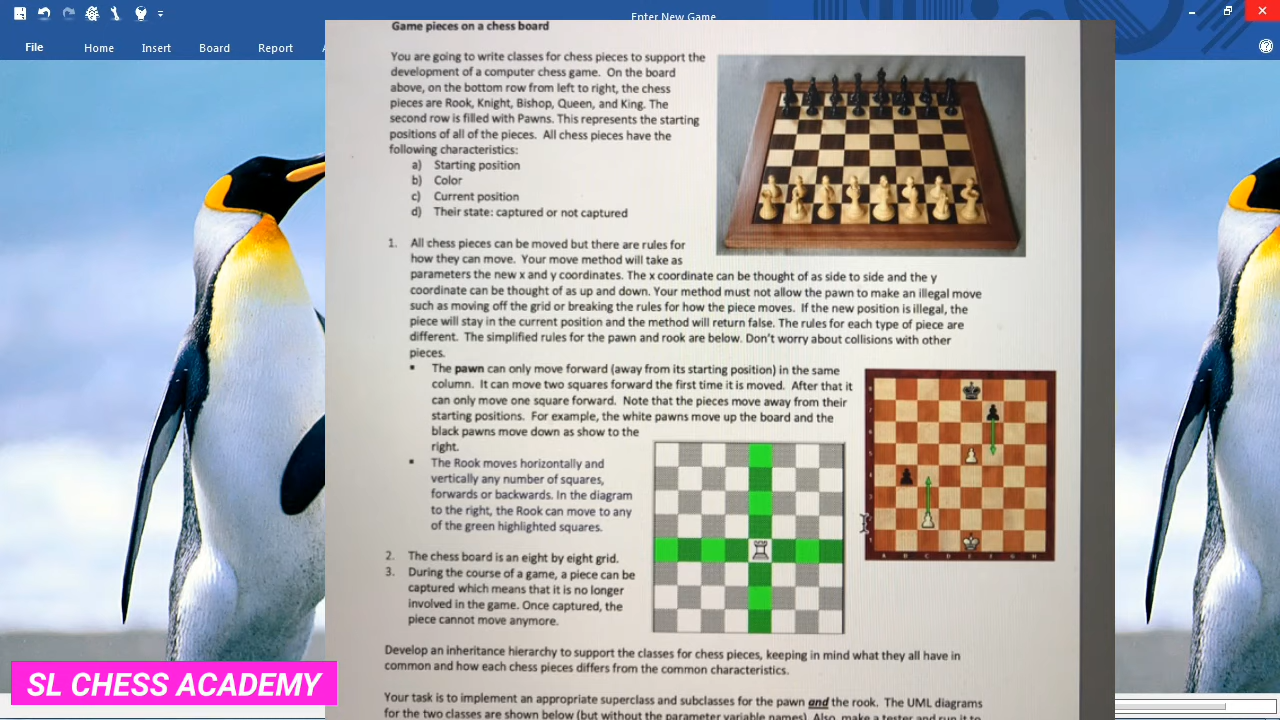 Enter New Game
File Home Insert Board Report
Game pieces on a chess board
You are going to write classes for chess pieces to support the
development of a computer chess game. On the board
above, on the bottom row from left to right, the chess
pieces are Rook, Knight, Bishop, Queen, and King. The
second row is filled with Pawns. This represents the starting
positions of all of the pieces. All chess pieces have the
following characteristics:
a) Starting position
b) Color
c) Current position
d) Their state: captured or not captured
1. All chess pieces can be moved but there are rules for
how they can move. Your move method will take as
parameters the new x and y coordinates. The x coordinate can be thought of as side to side and the y
coordinate can be thought of as up and down. Your method must not allow the pawn to make an illegal move
such as moving off the grid or breaking the rules for how the piece moves. If the new position is illegal, the
piece will stay in the current position and the method will return false. The rules for each type of piece are
different. The simplified rules for the pawn and rook are below. Don't worry about collisions with other
pieces.
▪ The pawn can only move forward (away from its starting position) in the same
column. It can move two squares forward the first time it is moved. After that it
can only move one square forward. Note that the pieces move away from their
starting positions. For example, the white pawns move up the board and the
black pawns move down as show to the
right.
▪ The Rook moves horizontally and
vertically any number of squares,
forwards or backwards. In the diagram
to the right, the Rook can move to any
of the green highlighted squares.
2. The chess board is an eight by eight grid.
3. During the course of a game, a piece can be
captured which means that it is no longer
involved in the game. Once captured, the
piece cannot move anymore.
Develop an inheritance hierarchy to support the classes for chess pieces, keeping in mind what they all have in
common and how each chess pieces differs from the common characteristics.
Your task is to implement an appropriate superclass and subclasses for the pawn and the rook. The UML diagrams
for the two classes are shown below (but without the parameter variable names). Also, make a tester and run it to
SL CHESS ACADEMY